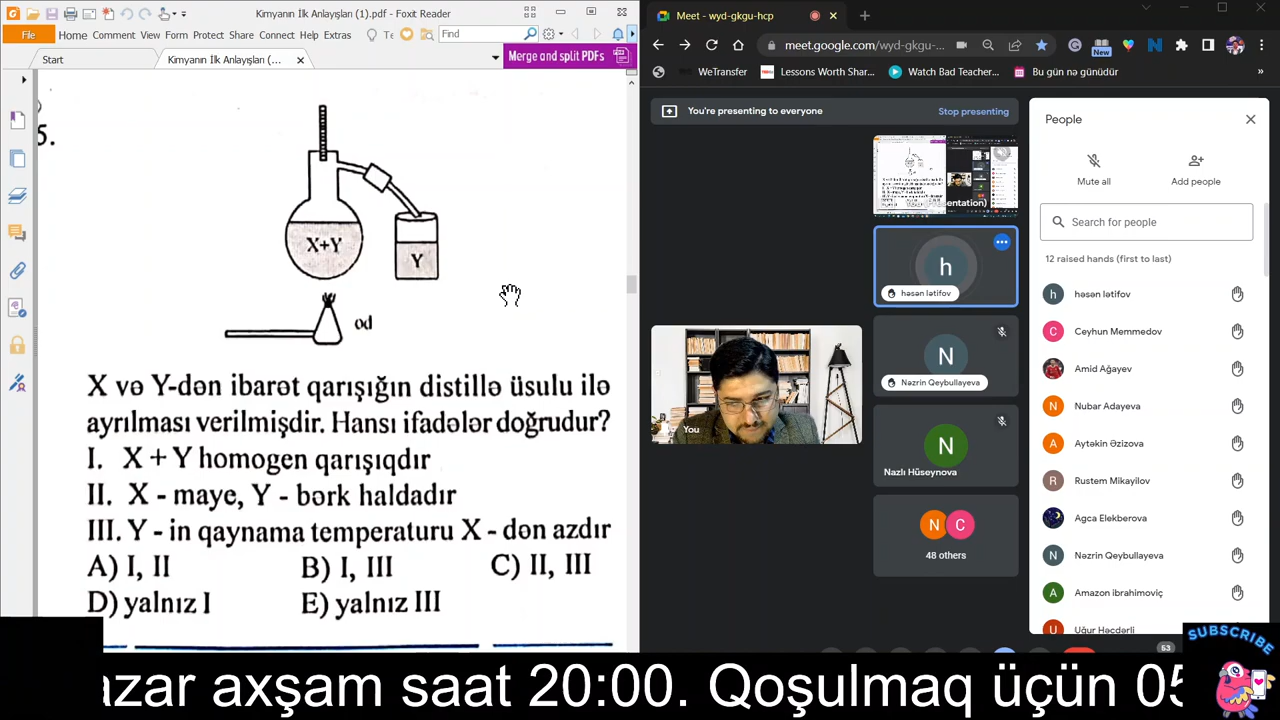 Kimyanın İlk Anlayışları (1).pdf - Foxit Reader
File Home Comment View Form Protect Share Connect Help Extras Find
Start
Kimyanın İlk Anlayışları (...
Merge and split PDFs
5.
X+Y
Y
od
X və Y-dən ibarət qarışığın distillə üsulu ilə
ayrılması verilmişdir. Hansı ifadələr doğrudur?
I. X + Y homogen qarışıqdır
II. X - maye, Y - bərk haldadır
III. Y - in qaynama temperaturu X - dən azdır
A) I, II B) I, III C) II, III
D) yalnız I E) yalnız III
Meet - wyd-gkgu-hcp
meet.google.com/wyd-gkgu-...
New
WeTransfer Lessons Worth Shar... Watch Bad Teacher... Bu gün nə günüdür
You're presenting to everyone Stop presenting
h
həsən lətifov
N
Nəzrin Qeybullayeva
You
N
Nazlı Hüseynova
N C
48 others
People
Mute all Add people
Search for people
12 raised hands (first to last)
h həsən lətifov
C Ceyhun Memmedov
Amid Ağayev
N Nubar Adayeva
A Aytəkin Əzizova
R Rustem Mikayilov
Agca Elekberova
N Nəzrin Qeybullayeva
A Amazon ibrahimoviç
U Uğur Həcdərli
53
SUBSCRIBE
azar axşam saat 20:00. Qoşulmaq üçün 05